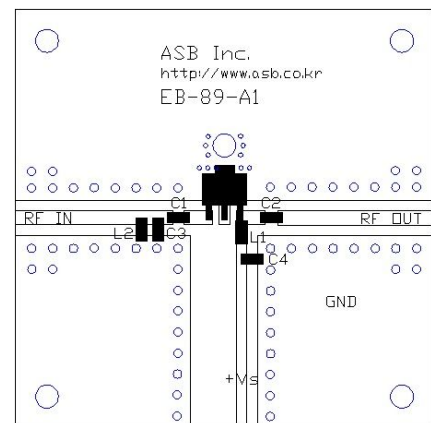 ASB Inc.
http://www.asb.co.kr
EB-89-A1
C1
C2
RF IN
RF OUT
L2
C3
L1
C4
GND
+Vs